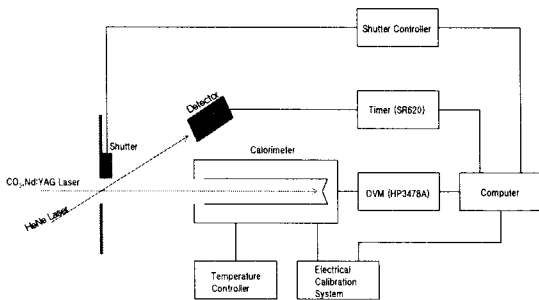 Shutter Controller
Detector
Timer (SR620)
Shutter
Calorimeter
CO₂,Nd:YAG Laser
HeNe Laser
DVM (HP3478A)
Computer
Temperature
Controller
Electrical
Calibration
System